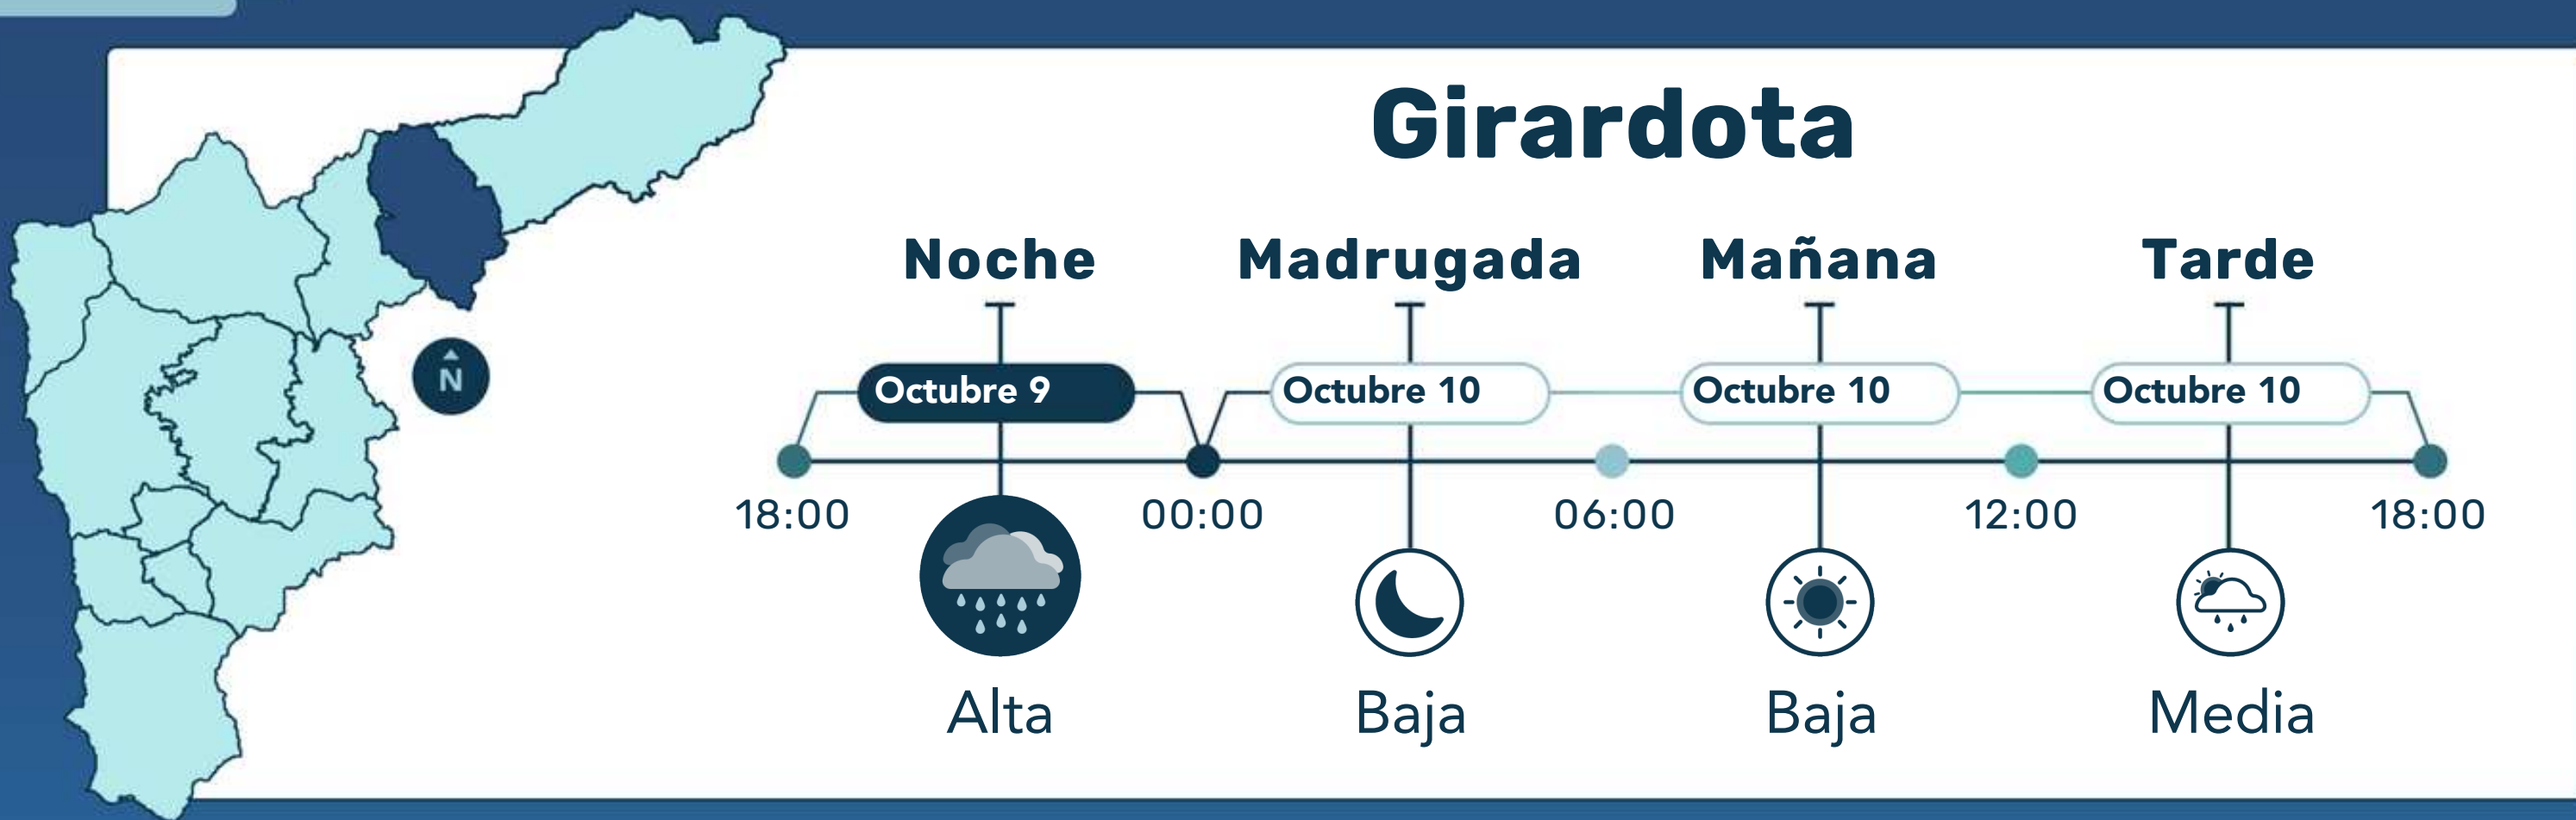 Girardota
Noche Madrugada Mañana Tarde
Octubre 9 Octubre 10 Octubre 10 Octubre 10
N
18:00 00:00 06:00 12:00 18:00
Alta Baja Baja Media